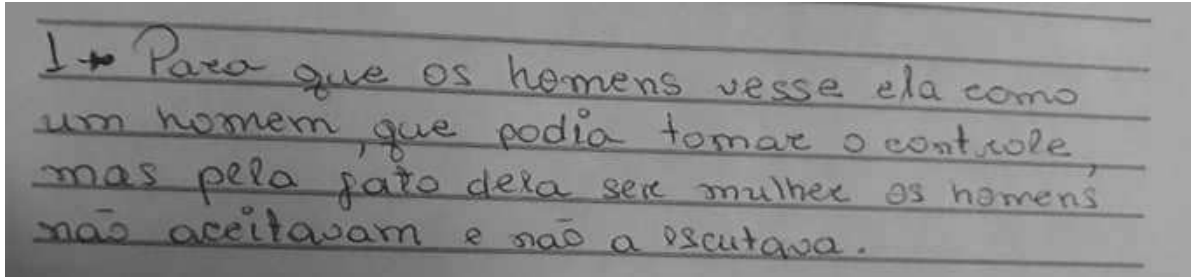 1 → Para que os homens vesse ela como
um homem, que podia tomar o controle,
mas pela fato dela ser mulher os homens
não aceitavam e não a escutava.